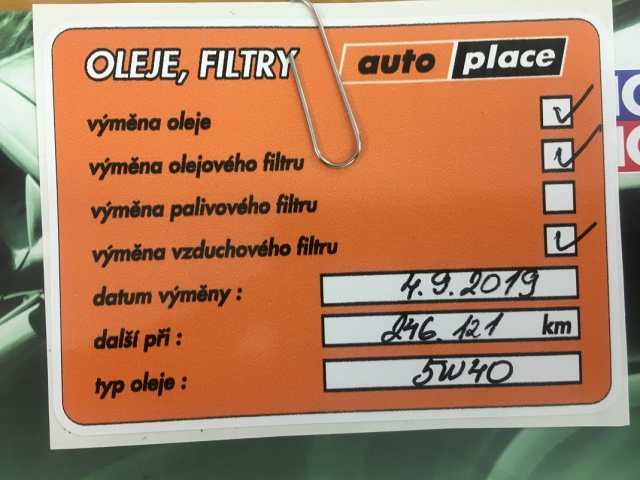 OLEJE, FILTRY auto place
výměna oleje
výměna olejového filtru
výměna palivového filtru
výměna vzduchového filtru
datum výměny : 4.9.2019
další při : 246.121 km
typ oleje : 5W40